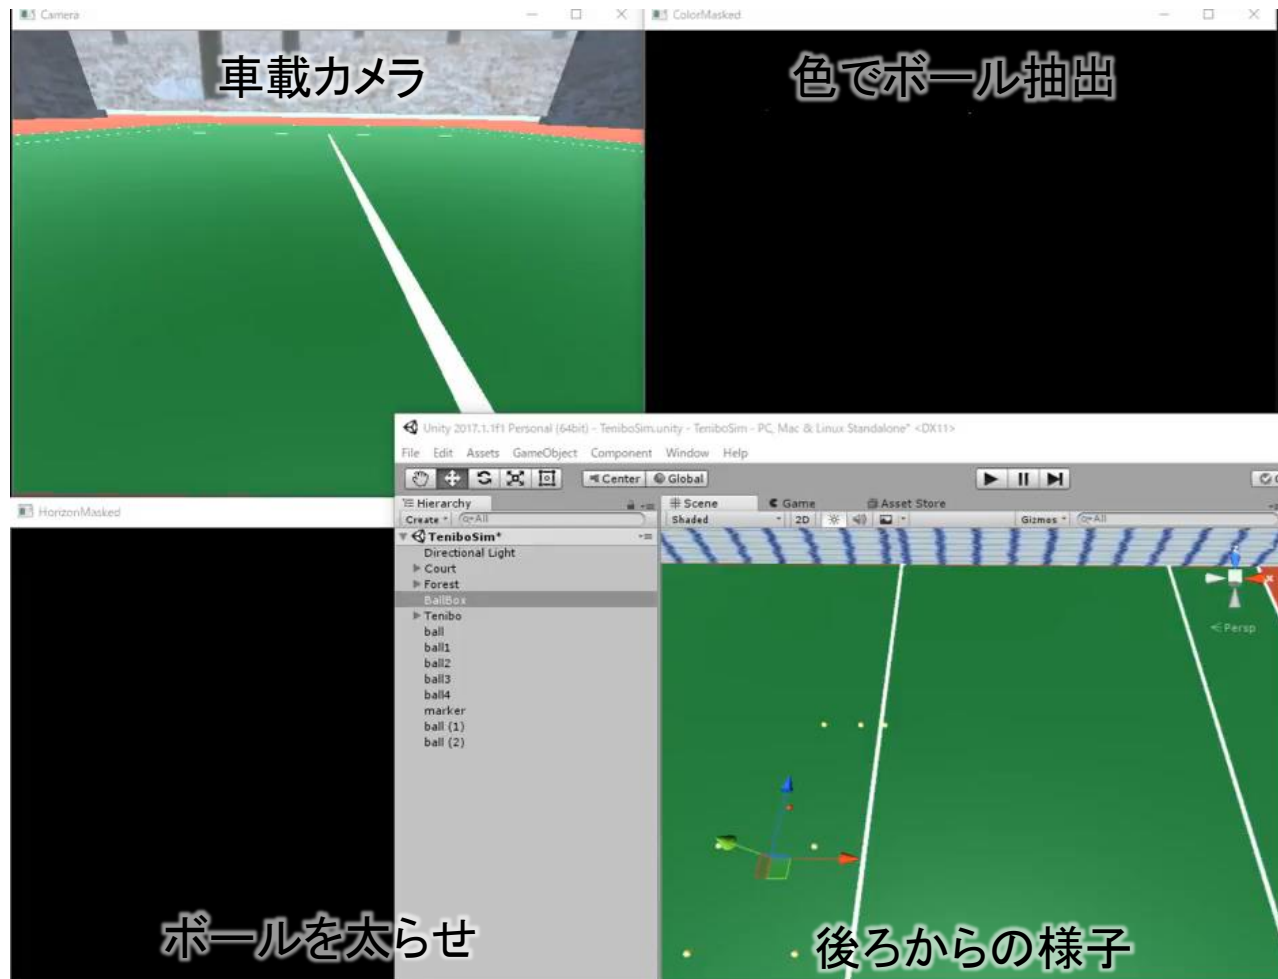 Camera
ColorMasked
車載カメラ
色でボール抽出
Unity 2017.1.1f1 Personal (64bit) - TeniboSim.unity - TeniboSim - PC, Mac & Linux Standalone* <DX11>
File Edit Assets GameObject Component Window Help
Center Global
HorizonMasked
Hierarchy
Create All
TeniboSim*
Directional Light
Court
Forest
BallBox
Tenibo
ball
ball1
ball2
ball3
ball4
marker
ball (1)
ball (2)
Scene Game Asset Store
Shaded 2D Gizmos All
x
Persp
ボールを太らせ
後ろからの様子